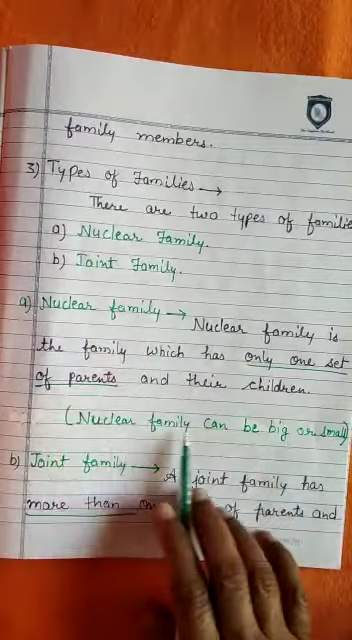 family members.
3) Types of Families →
There are two types of familie
a) Nuclear Family.
b) Joint Family.
a) Nuclear family → Nuclear family is
the family which has only one set
of parents and their children.
(Nuclear family can be big or small)
b) Joint family → A joint family has
more than on of parents and